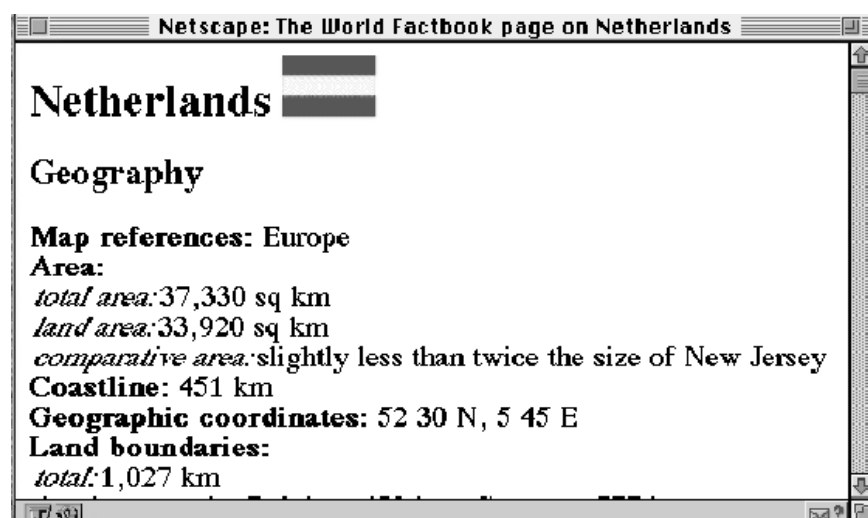 Netscape: The World Factbook page on Netherlands
Netherlands
Geography
Map references: Europe
Area:
total area:37,330 sq km
land area:33,920 sq km
comparative area:slightly less than twice the size of New Jersey
Coastline: 451 km
Geographic coordinates: 52 30 N, 5 45 E
Land boundaries:
total:1,027 km